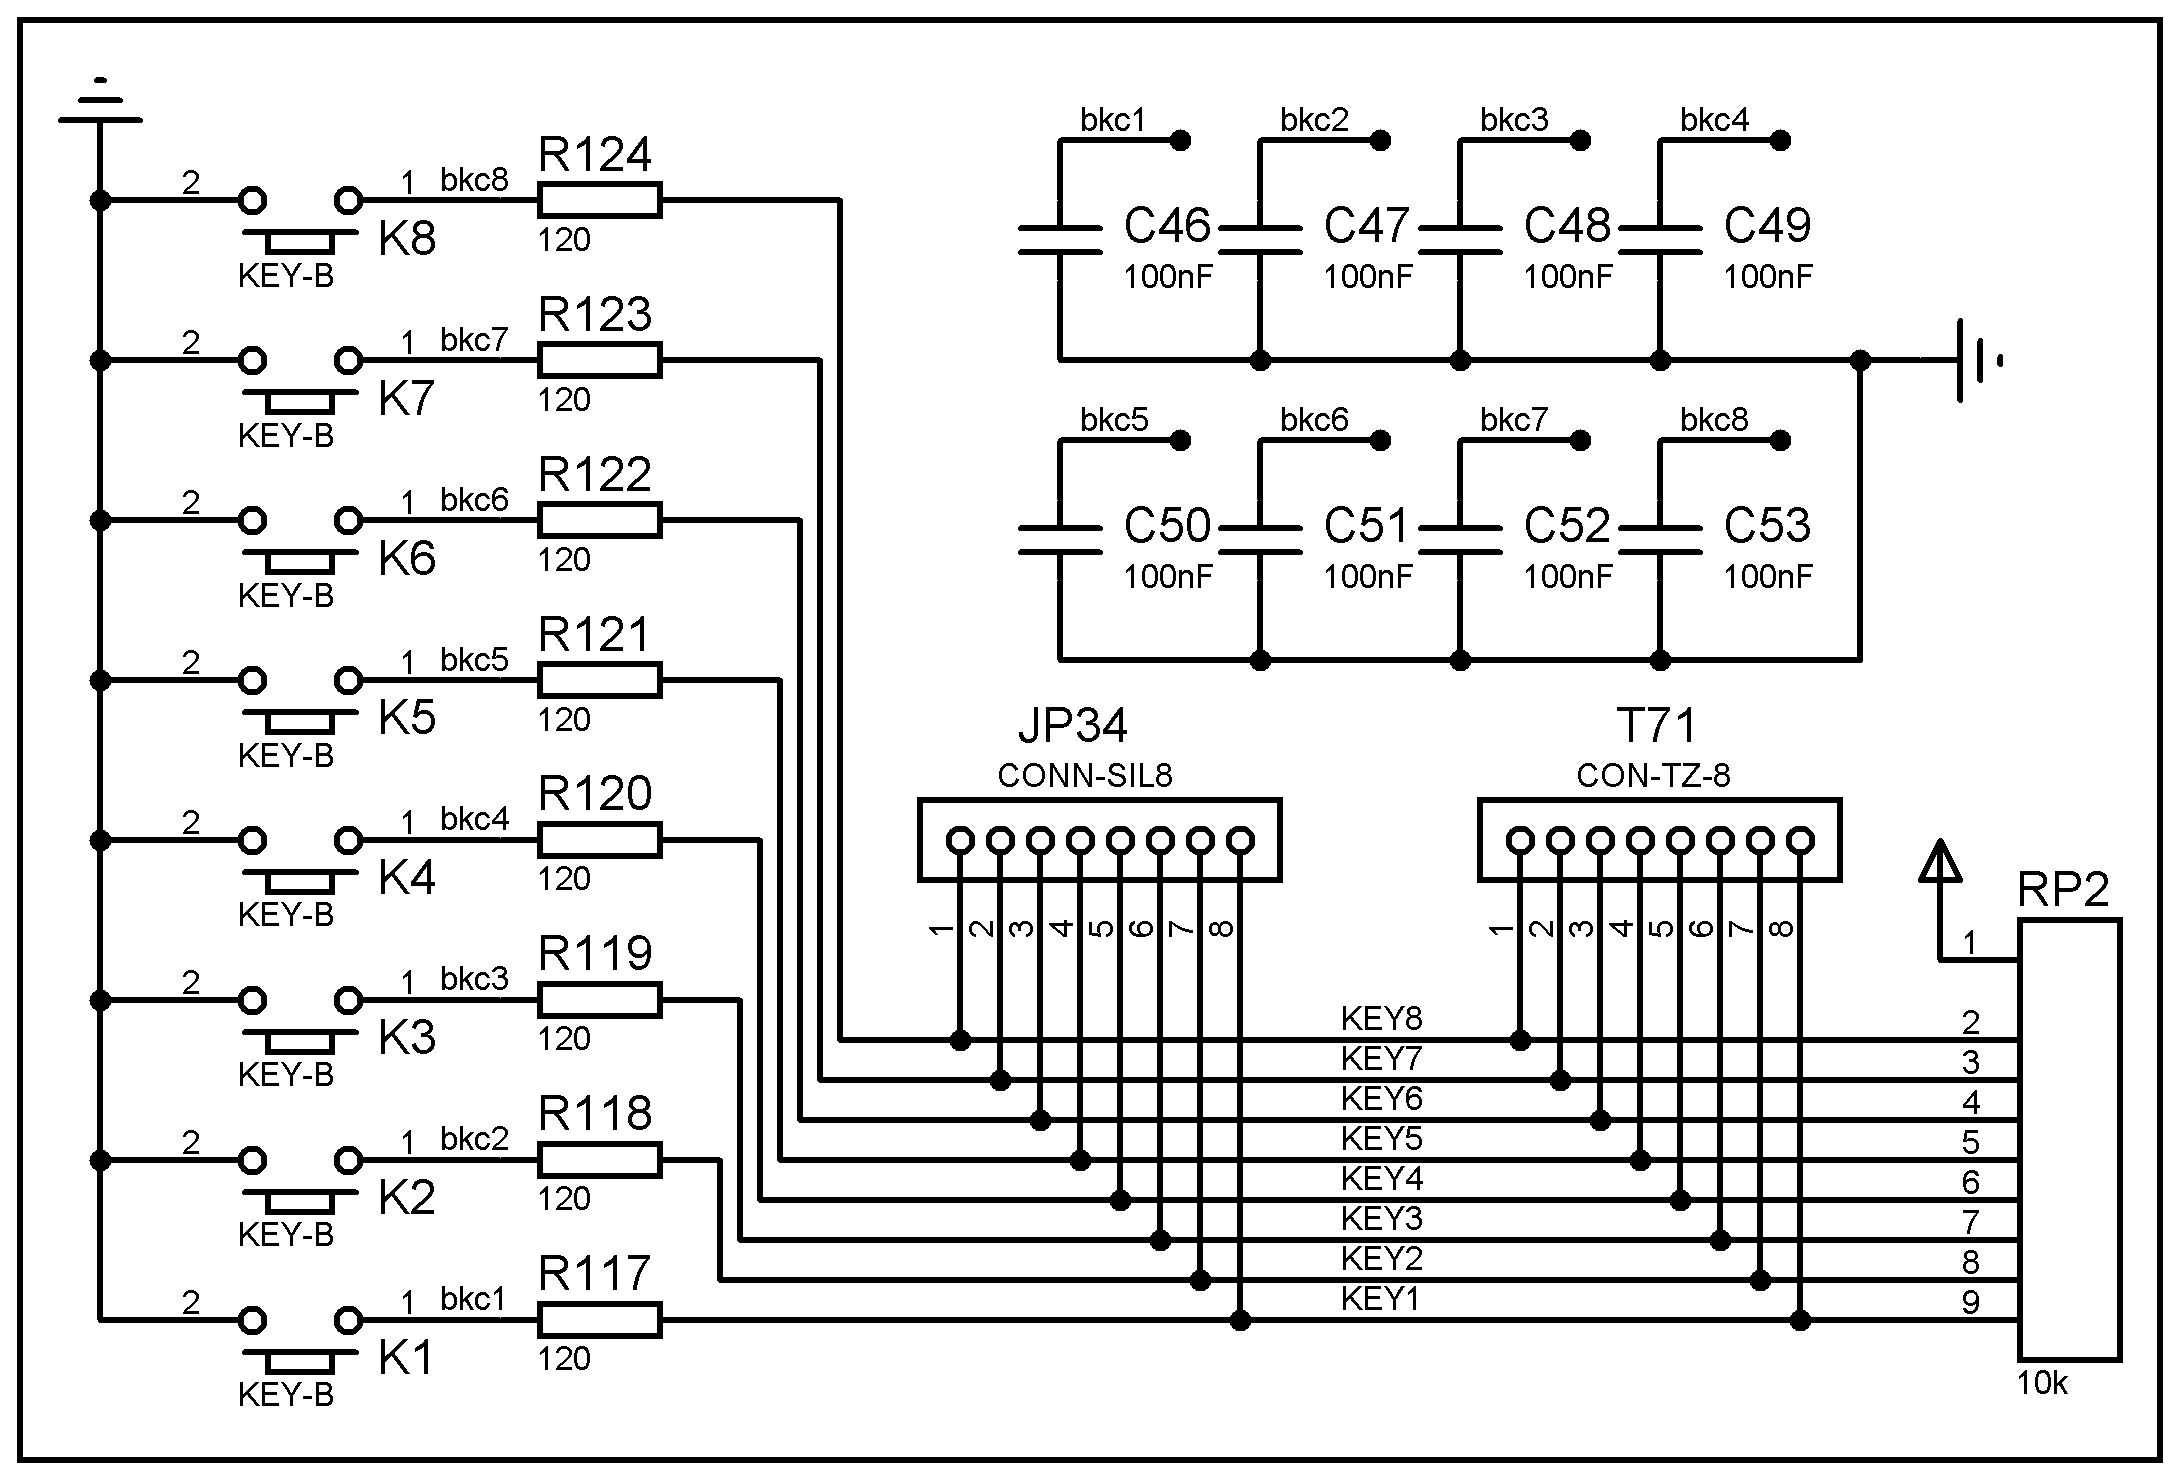 bkc1 bkc2 bkc3 bkc4
R124
2 1 bkc8
K8
120
KEY-B
C46 C47 C48 C49
100nF 100nF 100nF 100nF
R123
2 1 bkc7
K7
120
KEY-B
bkc5 bkc6 bkc7 bkc8
R122
2 1 bkc6
K6
120
KEY-B
C50 C51 C52 C53
100nF 100nF 100nF 100nF
R121
2 1 bkc5
K5
120
KEY-B
JP34
CONN-SIL8
1 2 3 4 5 6 7 8
T71
CON-TZ-8
1 2 3 4 5 6 7 8
R120
2 1 bkc4
K4
120
KEY-B
R119
2 1 bkc3
K3
120
KEY-B
R118
2 1 bkc2
K2
120
KEY-B
R117
2 1 bkc1
K1
120
KEY-B
RP2
1
KEY8 2
KEY7 3
KEY6 4
KEY5 5
KEY4 6
KEY3 7
KEY2 8
KEY1 9
10k